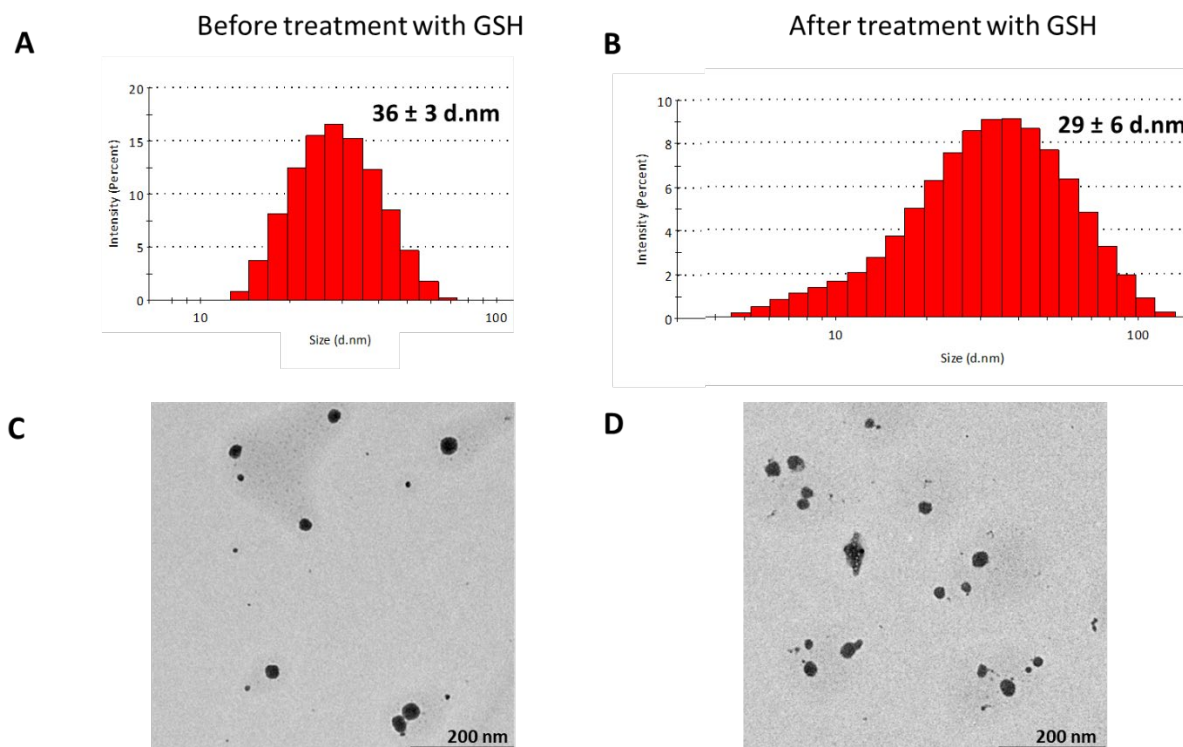 Before treatment with GSH
After treatment with GSH
A
B
36 ± 3 d.nm
20
15
10
5
0
Intensity (Percent)
10
100
Size (d.nm)
29 ± 6 d.nm
10
8
6
4
2
0
Intensity (Percent)
10
100
Size (d.nm)
C
200 nm
D
200 nm